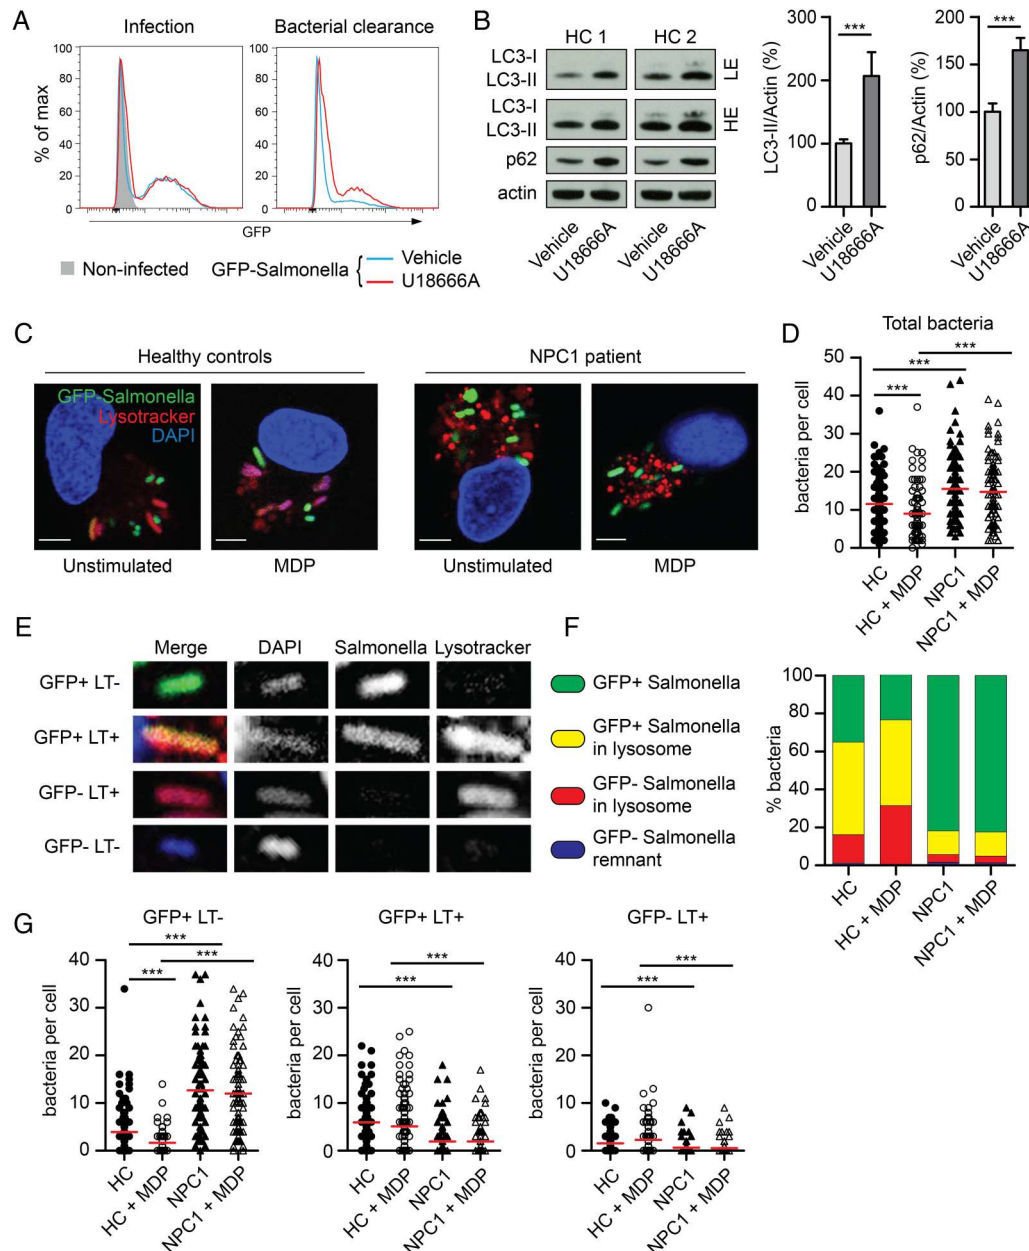 A
Infection
Bacterial clearance
% of max
100
80
60
40
20
0
100
80
60
40
20
0
GFP
Non-infected
GFP-Salmonella
Vehicle
U18666A
B
HC 1
HC 2
LC3-I
LC3-II
LE
LC3-I
LC3-II
HE
p62
actin
Vehicle
U18666A
Vehicle
U18666A
LC3-II/Actin (%)
300
200
100
0
***
Vehicle
U18666A
p62/Actin (%)
200
150
100
50
0
***
Vehicle
U18666A
C
Healthy controls
NPC1 patient
GFP-Salmonella
Lysotracker
DAPI
Unstimulated
MDP
Unstimulated
MDP
D
Total bacteria
***
***
***
bacteria per cell
50
40
30
20
10
0
HC
HC + MDP
NPC1
NPC1 + MDP
E
Merge
DAPI
Salmonella
Lysotracker
GFP+ LT-
GFP+ LT+
GFP- LT+
GFP- LT-
F
GFP+ Salmonella
GFP+ Salmonella
in lysosome
GFP- Salmonella
in lysosome
GFP- Salmonella
remnant
% bacteria
100
80
60
40
20
0
HC
HC + MDP
NPC1
NPC1 + MDP
G
GFP+ LT-
***
***
***
bacteria per cell
40
30
20
10
0
HC
HC + MDP
NPC1
NPC1 + MDP
GFP+ LT+
***
***
bacteria per cell
40
30
20
10
0
HC
HC + MDP
NPC1
NPC1 + MDP
GFP- LT+
***
***
bacteria per cell
40
30
20
10
0
HC
HC + MDP
NPC1
NPC1 + MDP